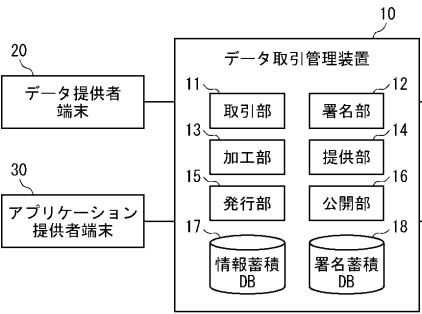 10
データ取引管理装置
20
データ提供者
端末
11
取引部
12
署名部
13
加工部
14
提供部
15
発行部
16
公開部
30
アプリケーション
提供者端末
17
情報蓄積
DB
18
署名蓄積
DB